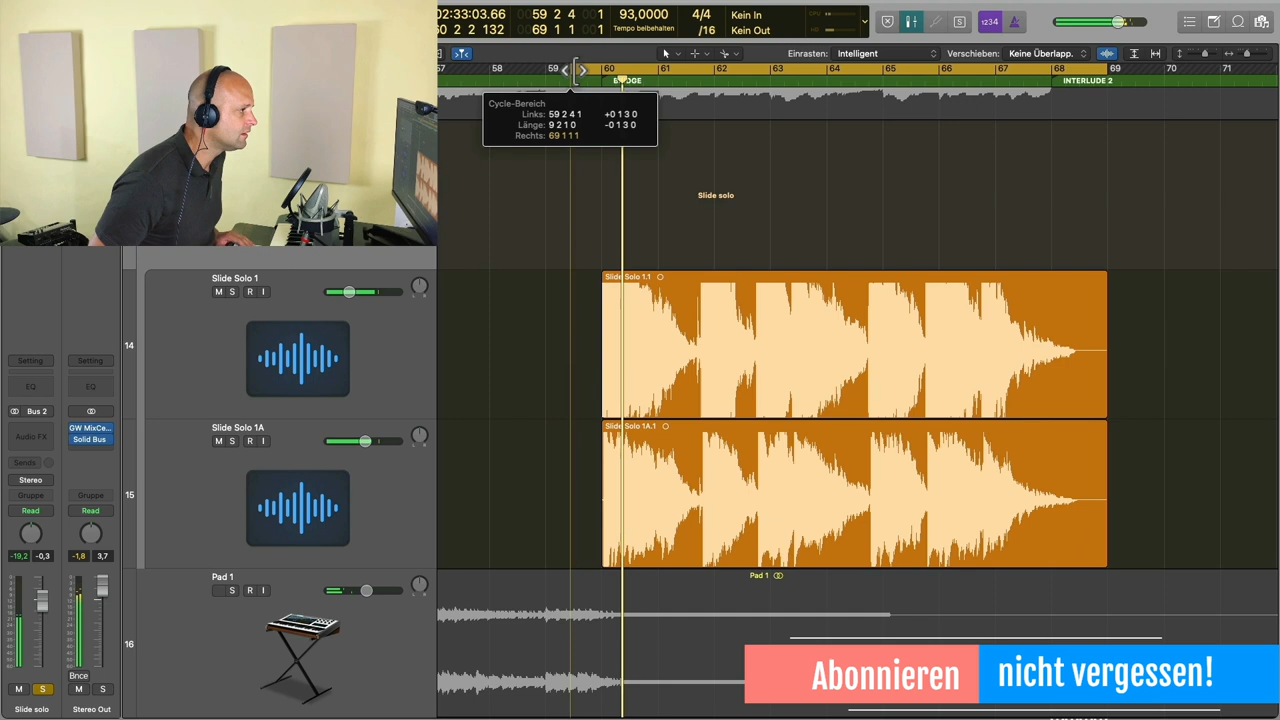 02:33:03.66 00 59 2 4 00 1 93,0000 4/4 Kein In
60 2 2 132 00 69 1 1 00 1 Tempo beibehalten /16 Kein Out
S 1234
Einrasten: Intelligent Verschieben: Keine Überlapp.
57 58 59 60 61 62 63 64 65 66 67 68 69 70 71
INTERLUDE 2
Cycle-Bereich
Links: 59 2 4 1 +0 1 3 0
Länge: 9 2 1 0 -0 1 3 0
Rechts: 69 1 1 1
Slide solo
14
Slide Solo 1
M S R I
Slide Solo 1.1
15
Slide Solo 1A
M S R I
Slide Solo 1A.1
16
Pad 1
S R I
Pad 1
Setting Setting
EQ EQ
Bus 2
Audio FX
GW MixCe...
Solid Bus
Sends
Stereo
Gruppe Gruppe
Read Read
-19,2 -0,3 -1,8 3,7
Bnce
M S M S
Slide solo Stereo Out
Abonnieren nicht vergessen!